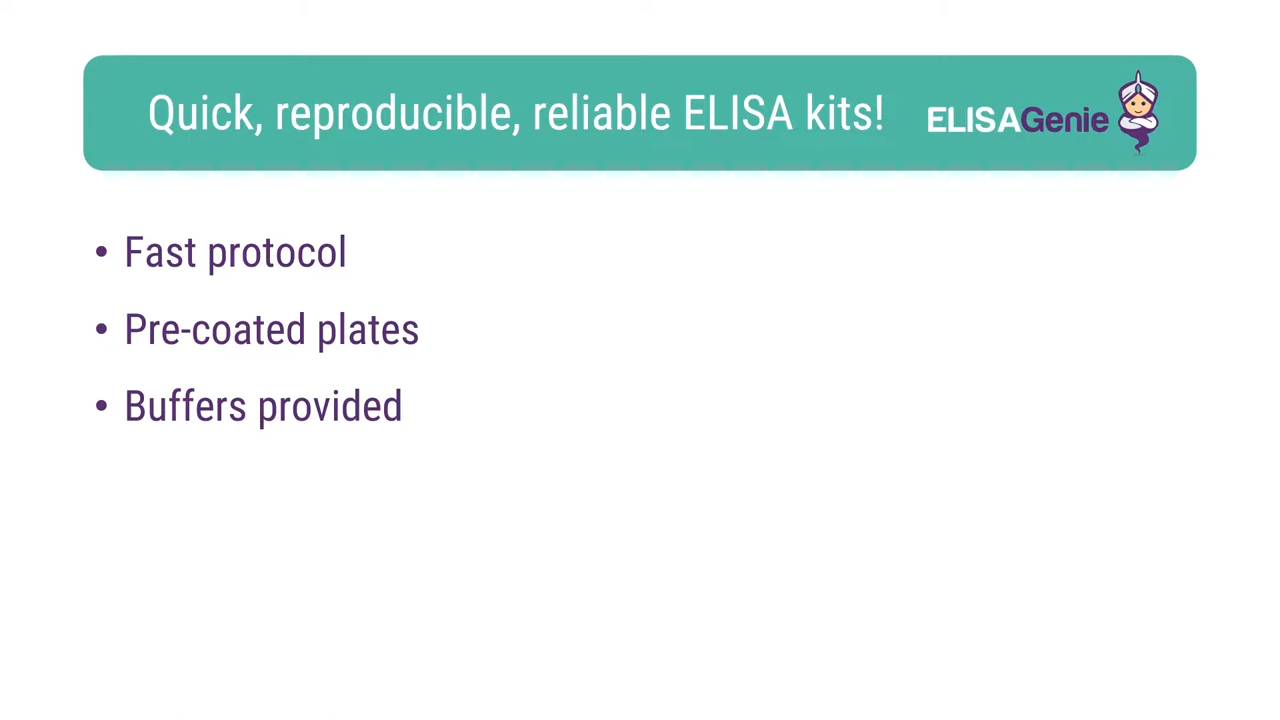 Quick, reproducible, reliable ELISA kits!
ELISAGenie
• Fast protocol
• Pre-coated plates
• Buffers provided